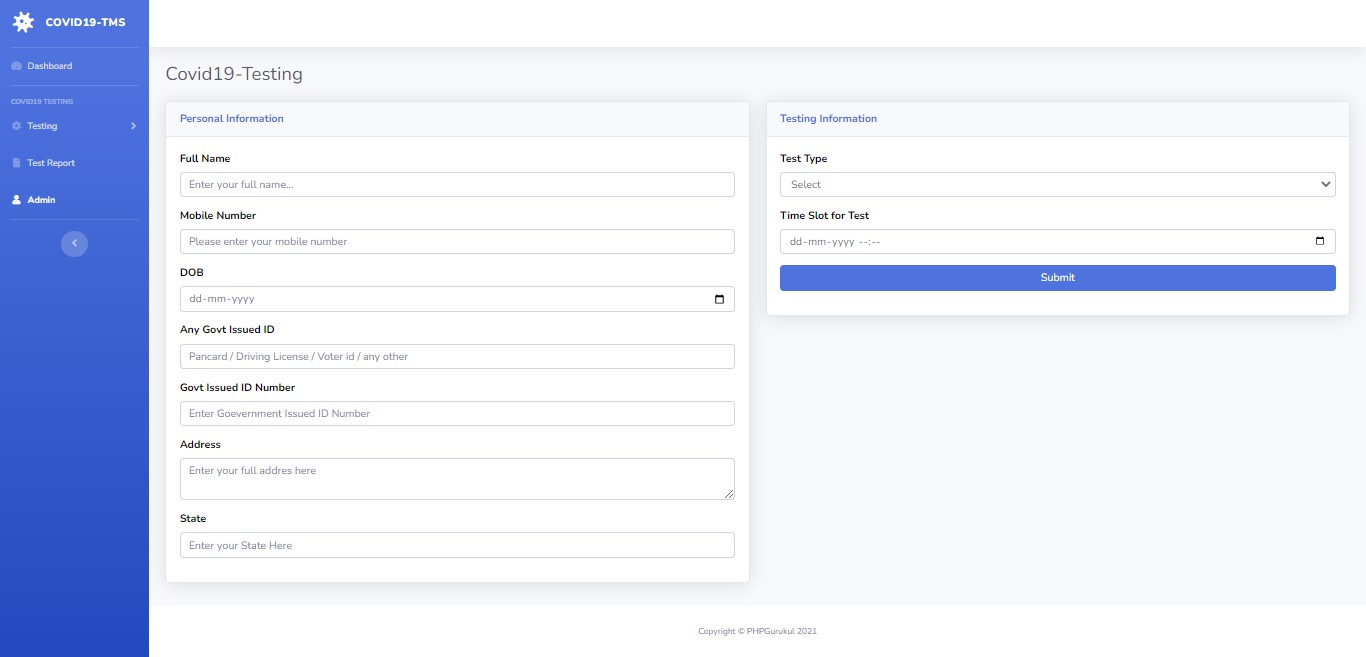 COVID19-TMS
Dashboard
COVID19 TESTING
Testing
Test Report
Admin
Covid19-Testing
Personal Information
Full Name
Enter your full name...
Mobile Number
Please enter your mobile number
DOB
dd-mm-yyyy
Any Govt Issued ID
Pancard / Driving License / Voter id / any other
Govt Issued ID Number
Enter Goevernment Issued ID Number
Address
Enter your full addres here
State
Enter your State Here
Testing Information
Test Type
Select
Time Slot for Test
dd-mm-yyyy --:--
Submit
Copyright © PHPGurukul 2021